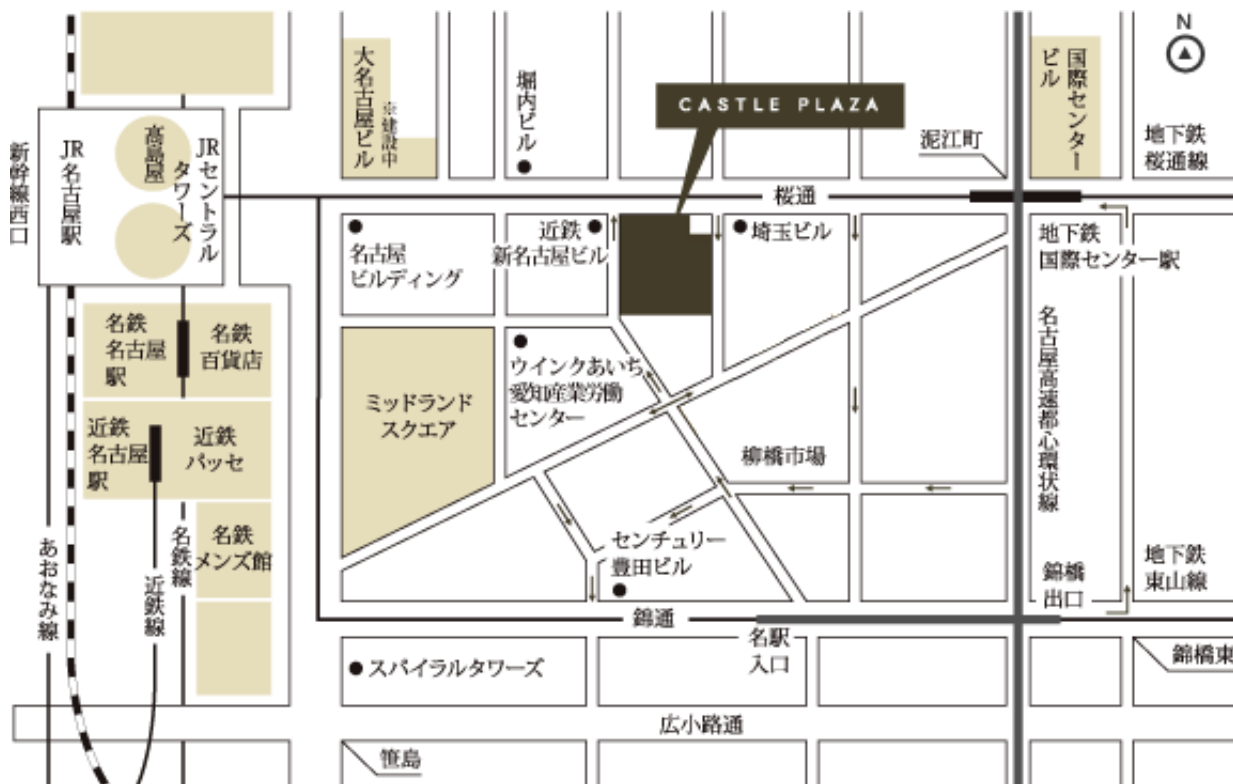 N
大名古屋ビル
※建設中
堀内ビル
CASTLE PLAZA
泥江町
国際センター
ビル
地下鉄
桜通線
新幹線西口
JR名古屋駅
高島屋
JRセントラル
タワーズ
桜通
名古屋
ビルディング
近鉄
新名古屋ビル
埼玉ビル
地下鉄
国際センター駅
名鉄
名古屋
駅
名鉄
百貨店
ミッドランド
スクエア
ウインクあいち
愛知産業労働
センター
名古屋高速都心環状線
近鉄
名古屋
駅
近鉄
パッセ
柳橋市場
名鉄
メンズ館
あおなみ線
近鉄線
名鉄線
センチュリー
豊田ビル
錦橋
出口
地下鉄
東山線
錦通
名駅
入口
スパイラルタワーズ
錦橋東
広小路通
笹島